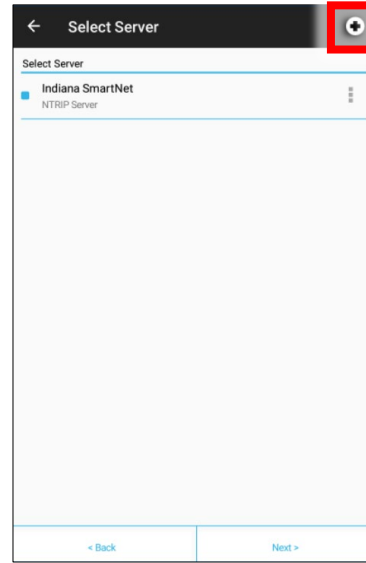 Select Server
Select Server
Indiana SmartNet
NTRIP Server
< Back
Next >